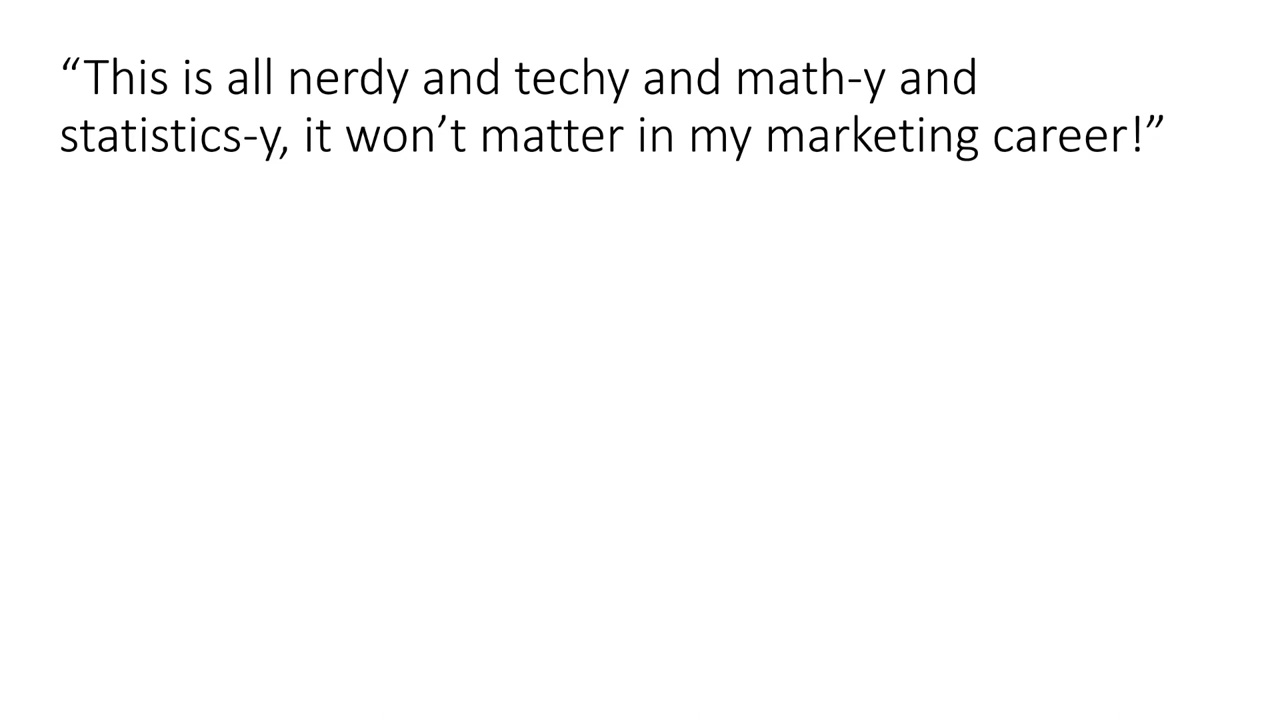 “This is all nerdy and techy and math-y and
statistics-y, it won’t matter in my marketing career!”